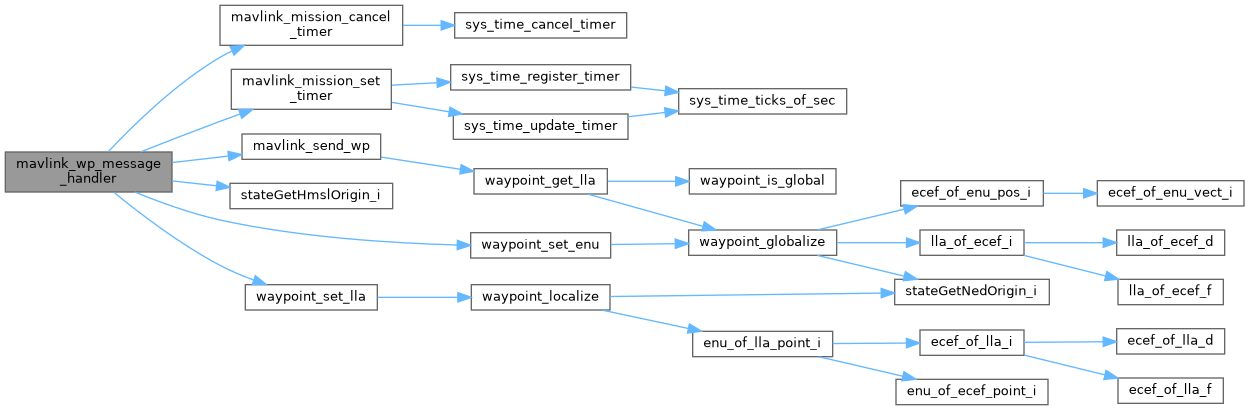 mavlink_wp_message
_handler
mavlink_mission_cancel
_timer
sys_time_cancel_timer
mavlink_mission_set
_timer
sys_time_register_timer
sys_time_update_timer
sys_time_ticks_of_sec
mavlink_send_wp
waypoint_get_lla
waypoint_is_global
stateGetHmslOrigin_i
waypoint_set_enu
waypoint_globalize
ecef_of_enu_pos_i
ecef_of_enu_vect_i
lla_of_ecef_i
lla_of_ecef_d
lla_of_ecef_f
stateGetNedOrigin_i
waypoint_set_lla
waypoint_localize
enu_of_lla_point_i
ecef_of_lla_i
ecef_of_lla_d
ecef_of_lla_f
enu_of_ecef_point_i